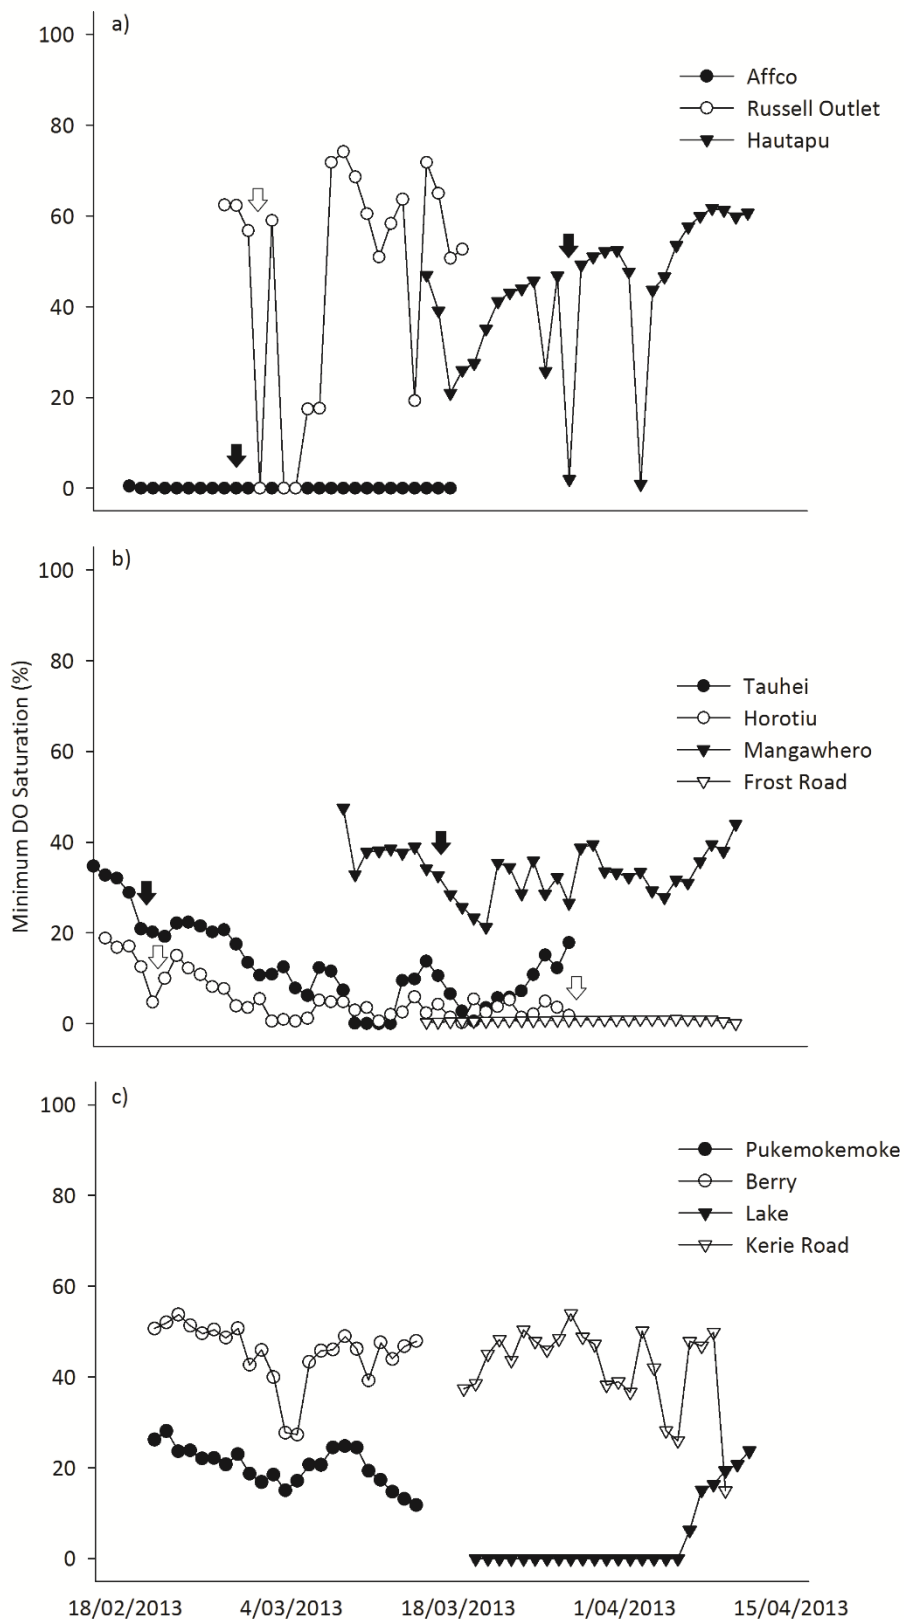 a)
100
80
60
40
20
0
Affco
Russell Outlet
Hautapu
b)
100
80
60
40
20
0
Tauhei
Horotiu
Mangawhero
Frost Road
Minimum DO Saturation (%)
c)
100
80
60
40
20
0
Pukemokemoke
Berry
Lake
Kerie Road
18/02/2013 4/03/2013 18/03/2013 1/04/2013 15/04/2013